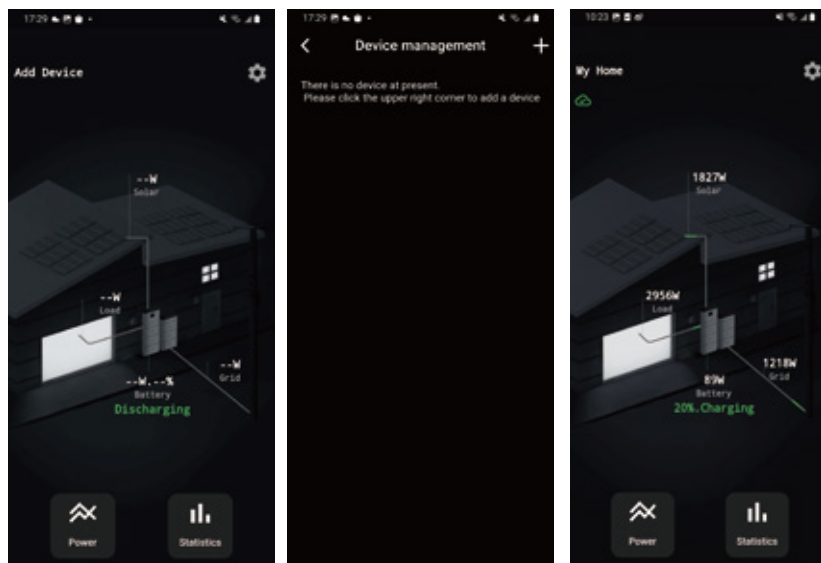 17:29
Add Device
--W
Solar
--W
Load
--W
Grid
--W.--%
Battery
Discharging
Power
Statistics
17:29
Device management
There is no device at present.
Please click the upper right corner to add a device
10:23
My Home
1827W
Solar
2956W
Load
1218W
Grid
89W
Battery
20%.Charging
Power
Statistics